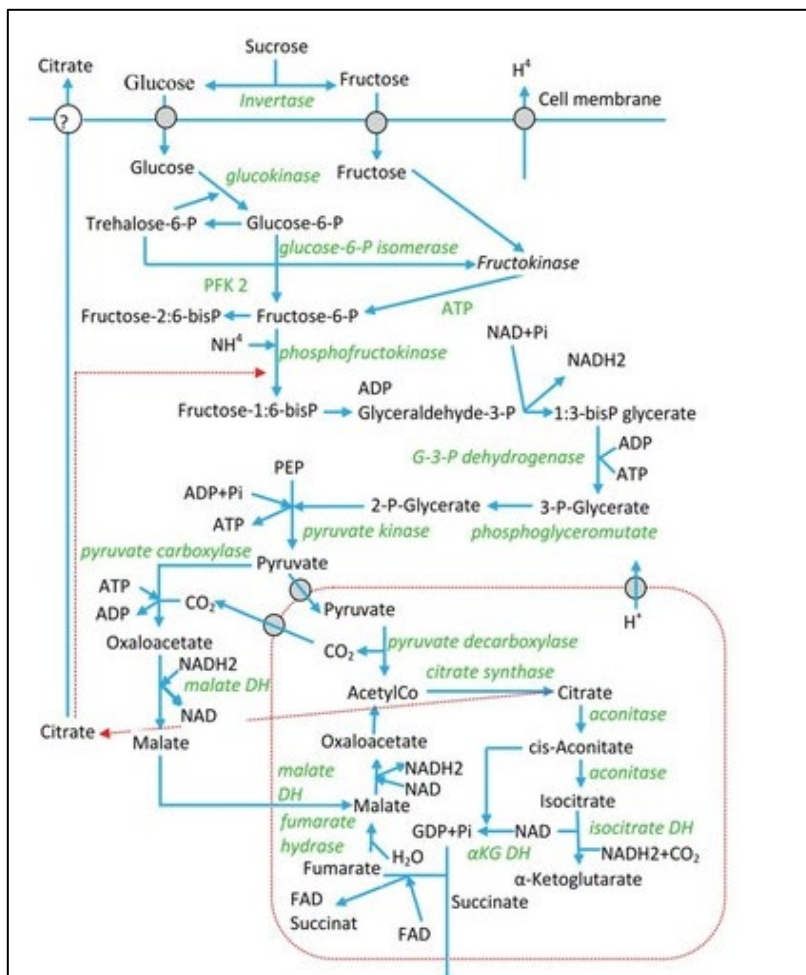 Sucrose
Citrate
Glucose
Fructose
H⁴
Invertase
Cell membrane
?
Glucose
Fructose
glucokinase
Trehalose-6-P
Glucose-6-P
glucose-6-P isomerase
Fructokinase
PFK 2
ATP
Fructose-2:6-bisP
Fructose-6-P
NH⁴
NAD+Pi
phosphofructokinase
NADH2
ADP
Fructose-1:6-bisP
Glyceraldehyde-3-P
1:3-bisP glycerate
G-3-P dehydrogenase
ADP
ATP
PEP
ADP+Pi
2-P-Glycerate
3-P-Glycerate
ATP
pyruvate kinase
phosphoglyceromutate
pyruvate carboxylase
Pyruvate
ATP
ADP
CO₂
Pyruvate
H⁺
Oxaloacetate
CO₂
pyruvate decarboxylase
NADH2
citrate synthase
malate DH
AcetylCo
Citrate
NAD
aconitase
Citrate
Malate
Oxaloacetate
cis-Aconitate
malate
DH
NADH2
NAD
aconitase
Isocitrate
Malate
fumarate
hydrase
GDP+Pi
NAD
isocitrate DH
H₂O
αKG DH
NADH2+CO₂
Fumarate
α-Ketoglutarate
FAD
Succinat
Succinate
FAD